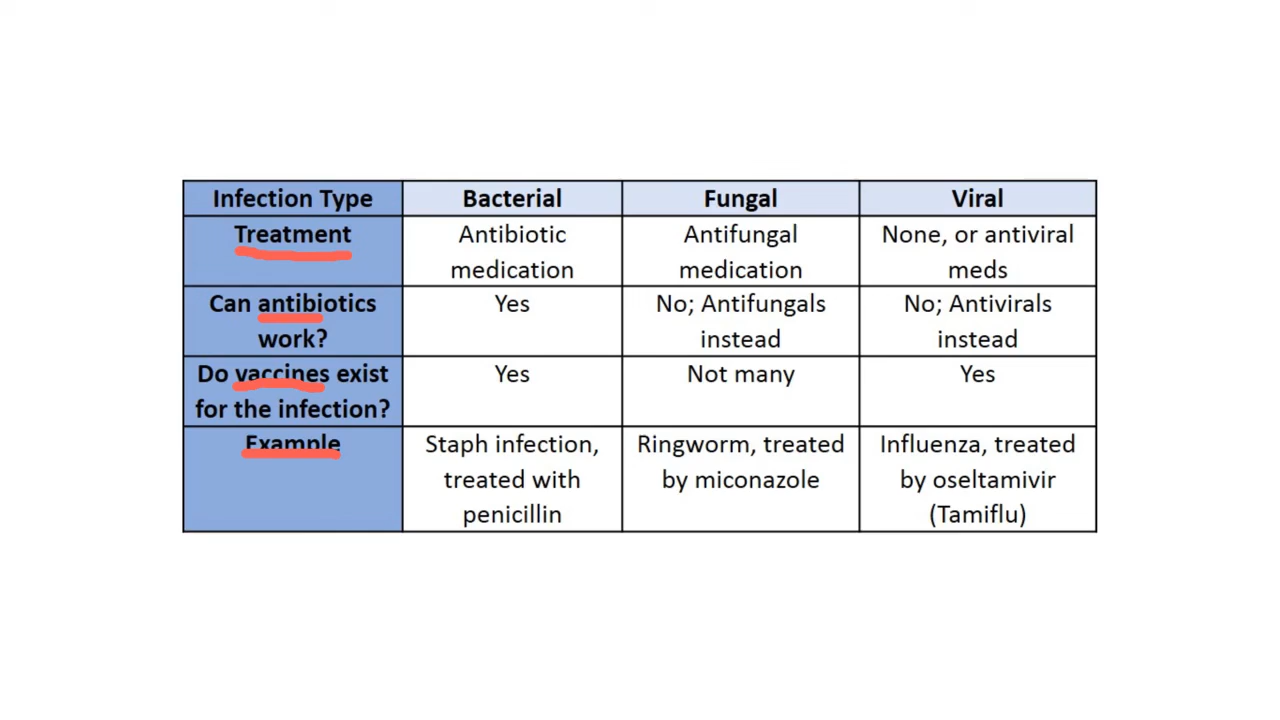 Infection Type Bacterial Fungal Viral
Treatment Antibiotic medication Antifungal medication None, or antiviral meds
Can antibiotics work? Yes No; Antifungals instead No; Antivirals instead
Do vaccines exist for the infection? Yes Not many Yes
Example Staph infection, treated with penicillin Ringworm, treated by miconazole Influenza, treated by oseltamivir (Tamiflu)